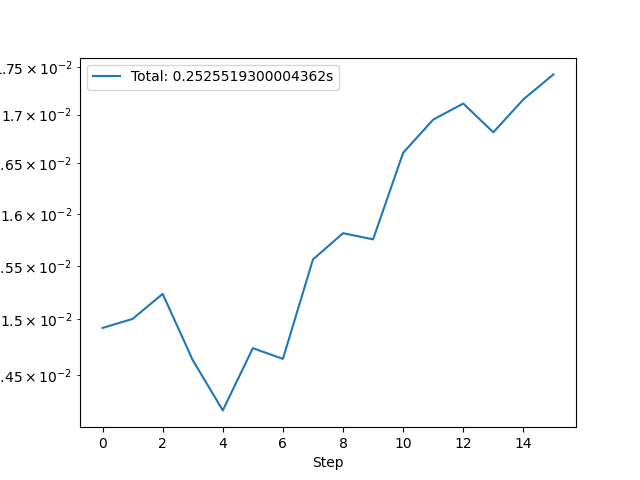 Total: 0.2525519300004362s
.75 × 10⁻²
1.7 × 10⁻²
.65 × 10⁻²
1.6 × 10⁻²
.55 × 10⁻²
1.5 × 10⁻²
.45 × 10⁻²
0 2 4 6 8 10 12 14
Step